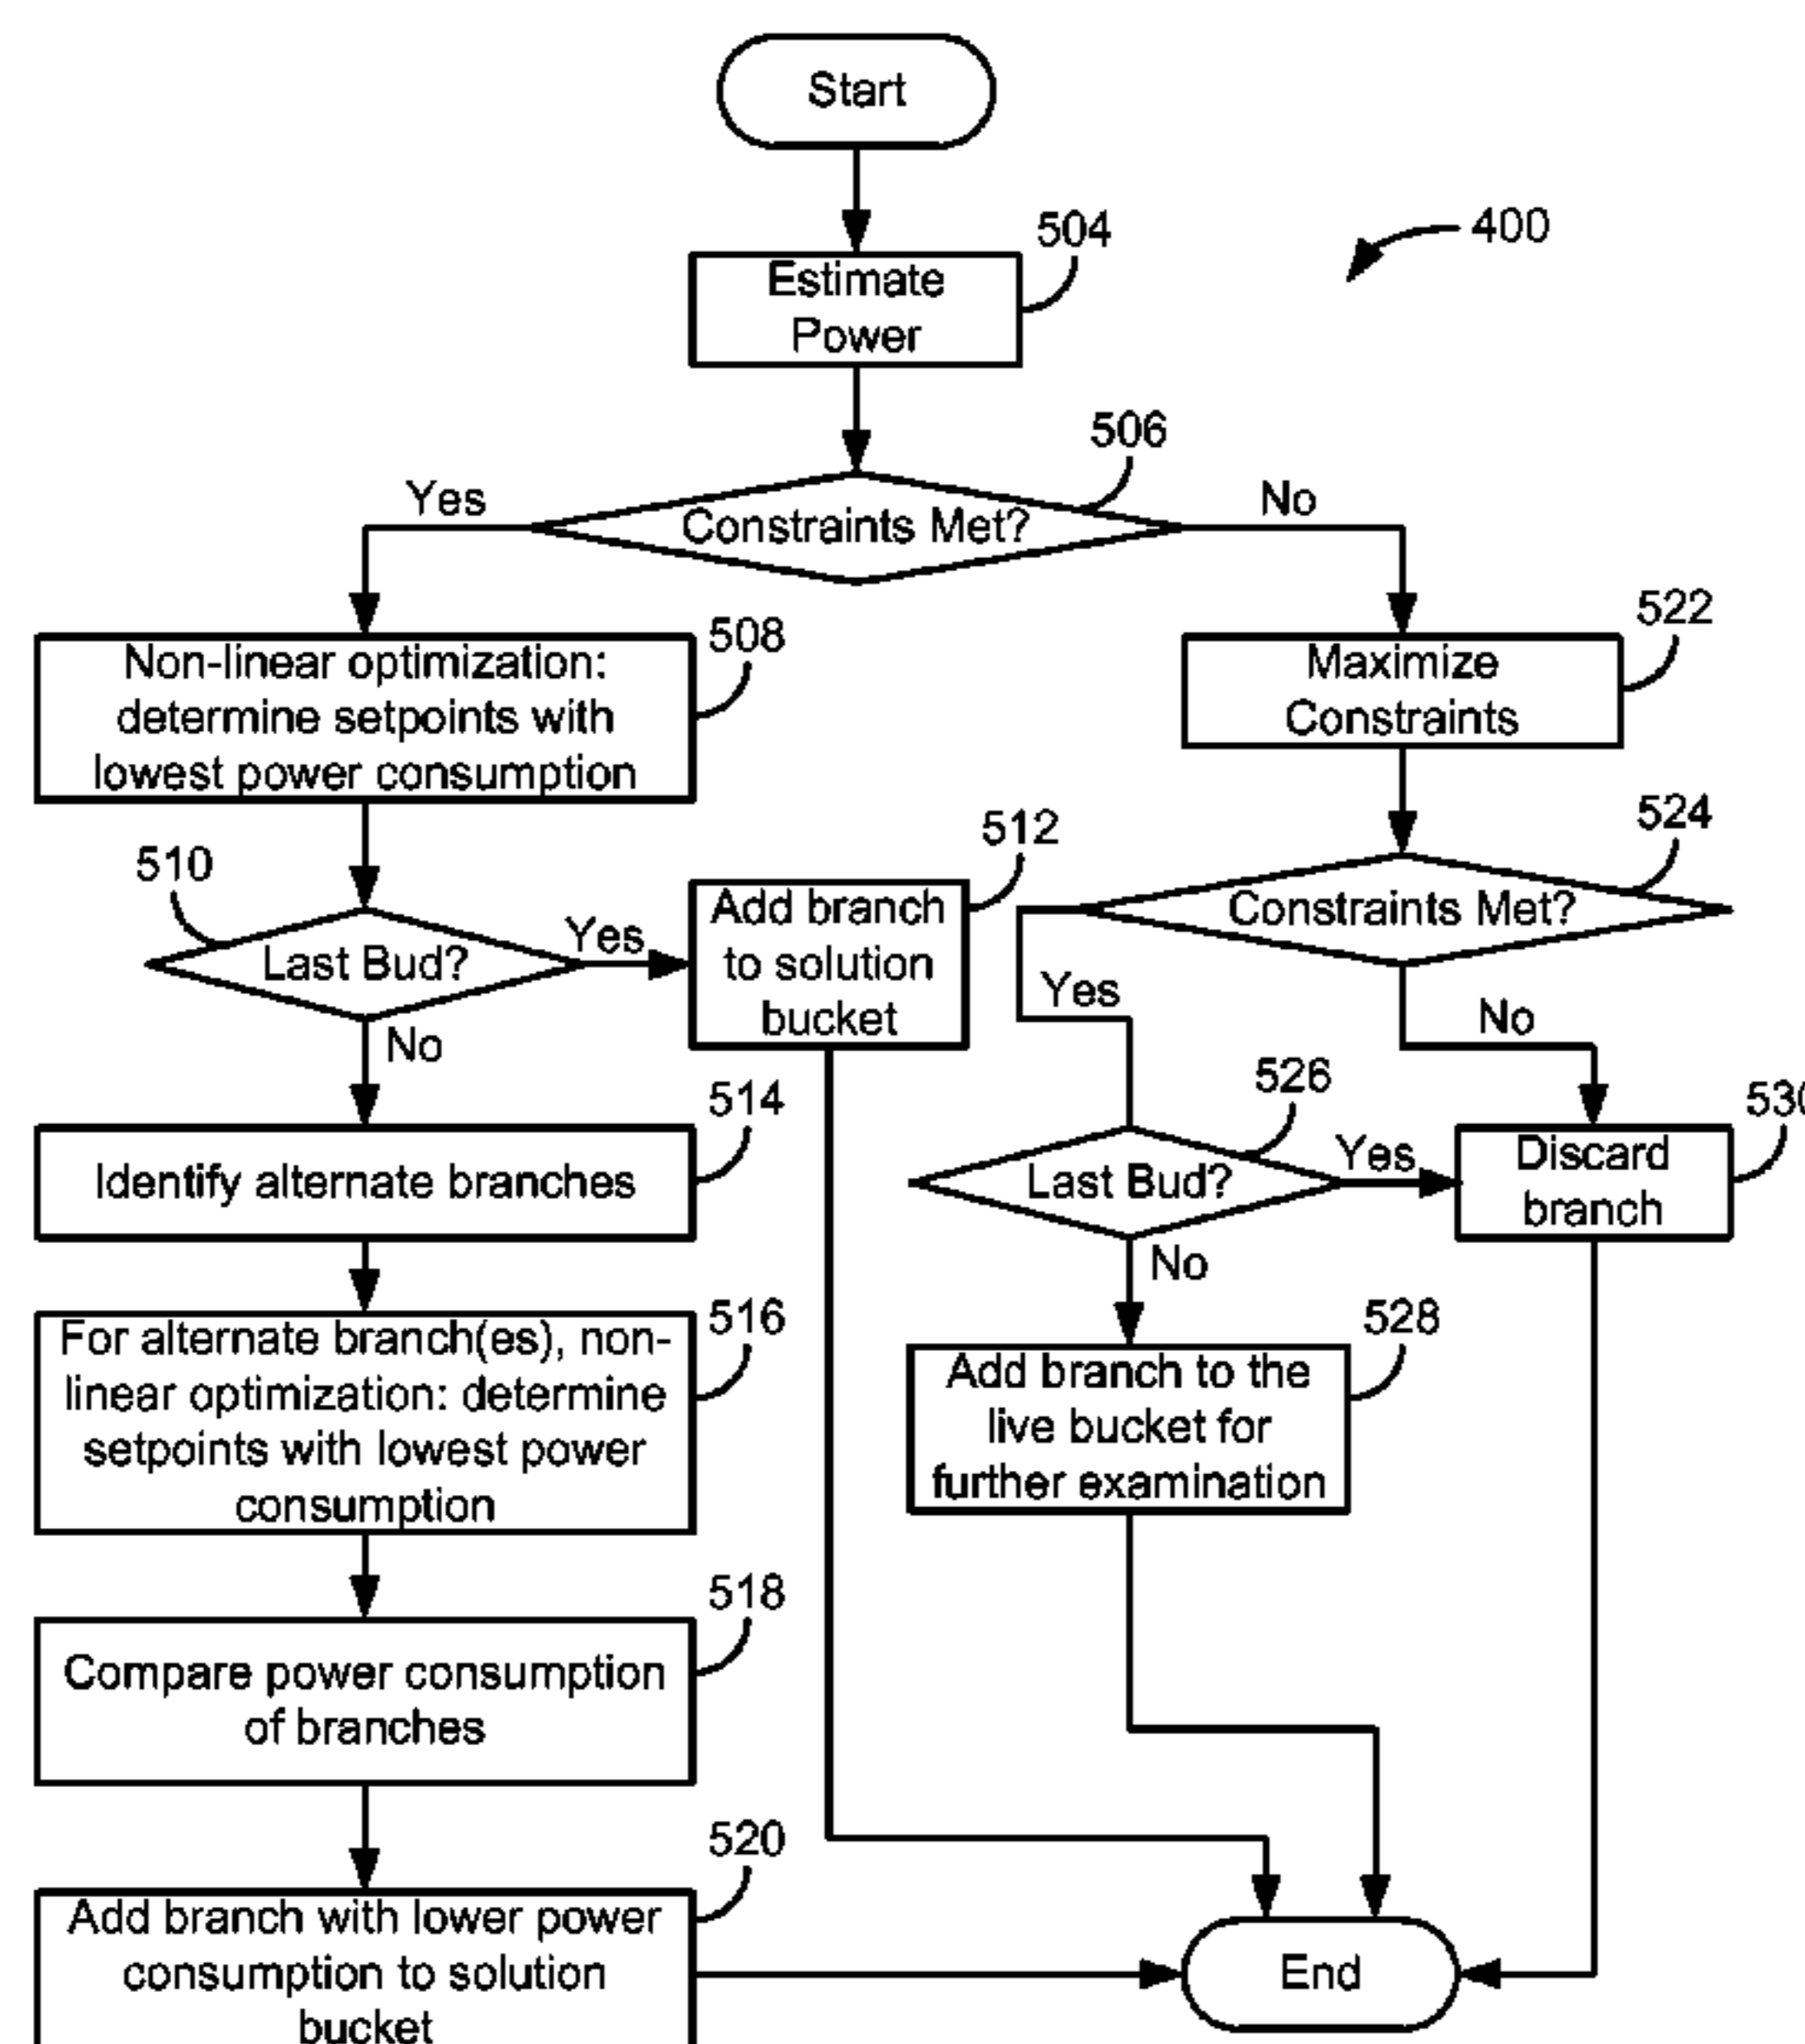 Start
504
400
Estimate
Power
506
Yes
Constraints Met?
No
508
Non-linear optimization:
determine setpoints with
lowest power consumption
522
Maximize
Constraints
510
Last Bud?
Yes
512
Add branch
to solution
bucket
524
Constraints Met?
Yes
No
No
514
Identify alternate branches
526
Last Bud?
Yes
530
Discard
branch
No
516
For alternate branch(es), non-
linear optimization: determine
setpoints with lowest power
consumption
528
Add branch to the
live bucket for
further examination
518
Compare power consumption
of branches
520
Add branch with lower power
consumption to solution
bucket
End